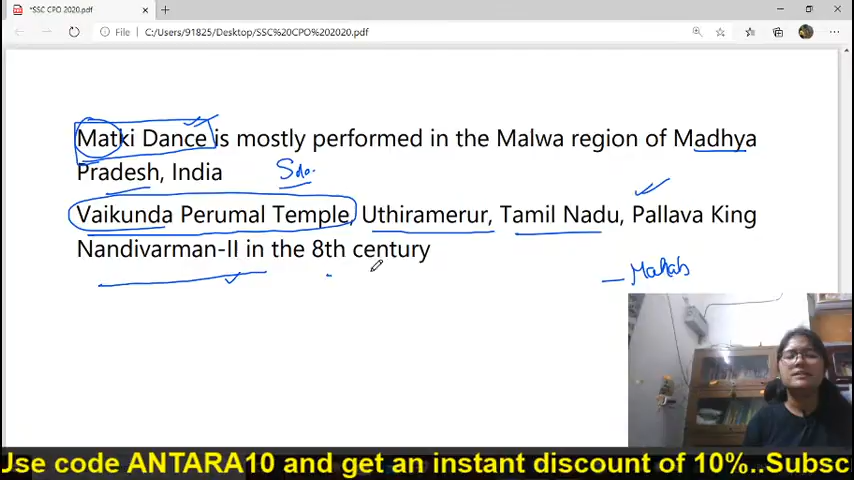 *SSC CPO 2020.pdf
File
C:/Users/91825/Desktop/SSC%20CPO%202020.pdf
Matki Dance is mostly performed in the Malwa region of Madhya
Pradesh, India
Vaikunda Perumal Temple, Uthiramerur, Tamil Nadu, Pallava King
Nandivarman-II in the 8th century
Use code ANTARA10 and get an instant discount of 10%..Subsc